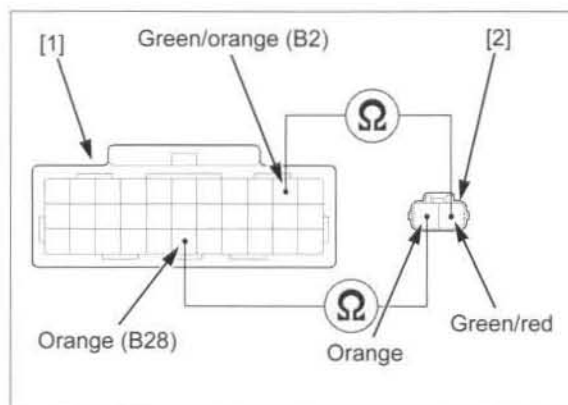 [1]
Green/orange (B2)
[2]
Ω
Ω
Orange (B28)
Orange
Green/red